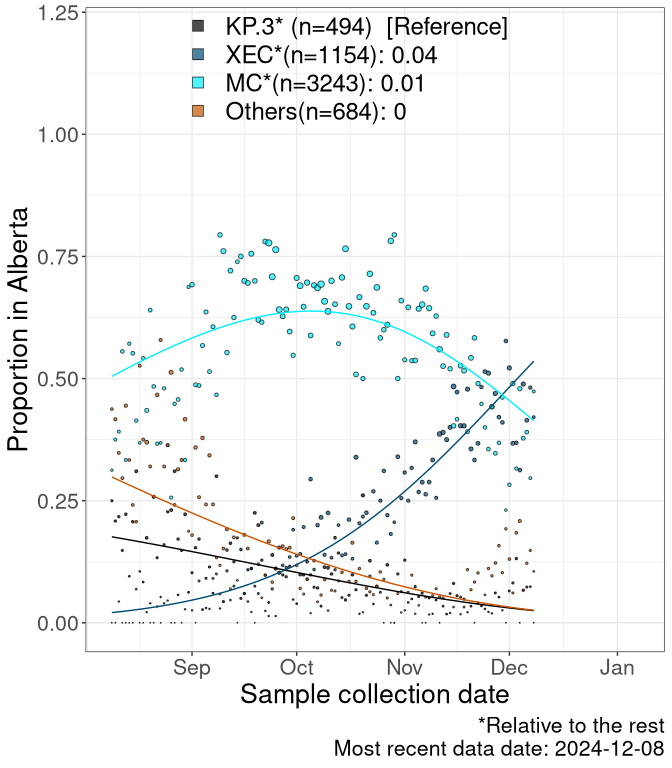 KP.3* (n=494)  [Reference]
XEC*(n=1154): 0.04
MC*(n=3243): 0.01
Others(n=684): 0
1.25
1.00
0.75
0.50
0.25
0.00
Proportion in Alberta
Sep Oct Nov Dec Jan
Sample collection date
*Relative to the rest
Most recent data date: 2024-12-08